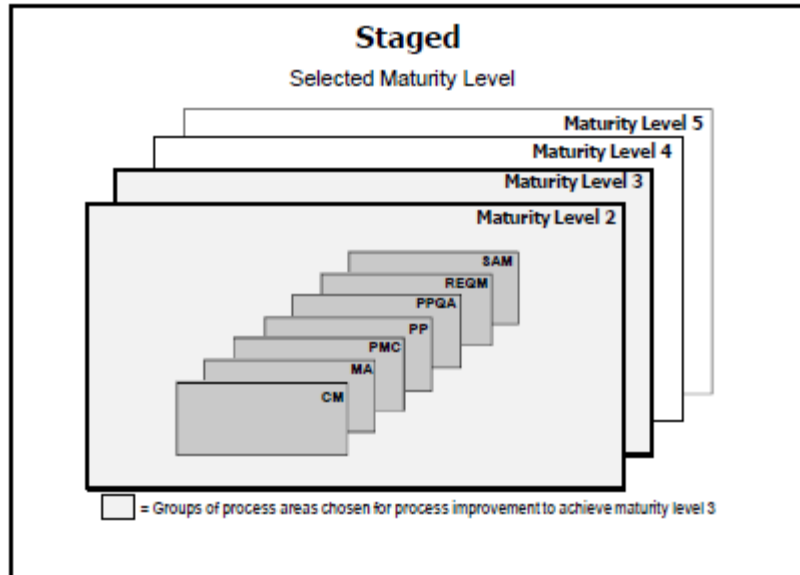 Staged
Selected Maturity Level
Maturity Level 5
Maturity Level 4
Maturity Level 3
Maturity Level 2
SAM
REQM
PPQA
PP
PMC
MA
CM
= Groups of process areas chosen for process improvement to achieve maturity level 3